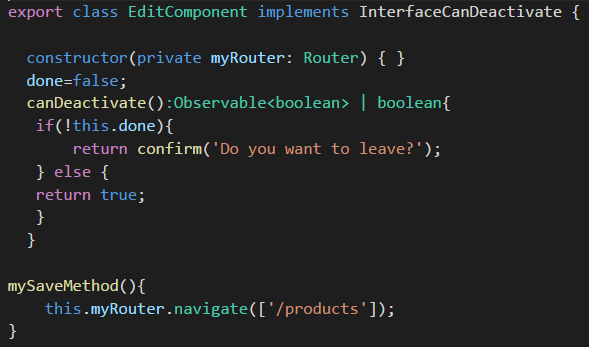 export class EditComponent implements InterfaceCanDeactivate {
constructor(private myRouter: Router) { }
done=false;
canDeactivate():Observable<boolean> | boolean{
if(!this.done){
return confirm('Do you want to leave?');
} else {
return true;
}
}
mySaveMethod(){
this.myRouter.navigate(['/products']);
}